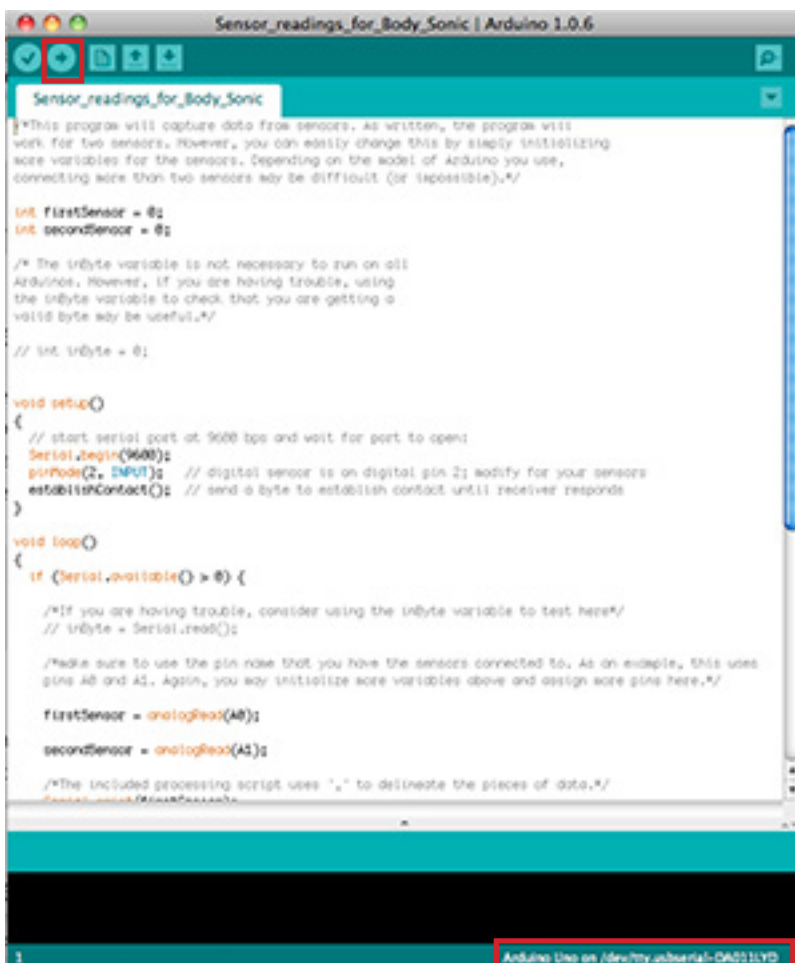 Sensor_readings_for_Body_Sonic | Arduino 1.0.6
Sensor_readings_for_Body_Sonic
/*This program will capture data from sensors. As written, the program will
work for two sensors. However, you can easily change this by simply initializing
more variables for the sensors. Depending on the model of Arduino you use,
connecting more than two sensors may be difficult (or impossible).*/
int firstSensor = 0;
int secondSensor = 0;
/* The inByte variable is not necessary to run on all
Arduinos. However, if you are having trouble, using
the inByte variable to check that you are getting a
valid byte may be useful.*/
// int inByte = 0;
void setup()
{
// start serial port at 9600 bps and wait for port to open:
Serial.begin(9600);
pinMode(2, INPUT); // digital sensor is on digital pin 2; modify for your sensors
establishContact(); // send a byte to establish contact until receiver responds
}
void loop()
{
if (Serial.available() > 0) {
/*If you are having trouble, consider using the inByte variable to test here*/
// inByte = Serial.read();
/*make sure to use the pin name that you have the sensors connected to. As an example, this uses
pins A0 and A1. Again, you may initialize more variables above and assign more pins here.*/
firstSensor = analogRead(A0);
secondSensor = analogRead(A1);
/*The included processing script uses "," to delineate the pieces of data.*/
1
Arduino Uno on